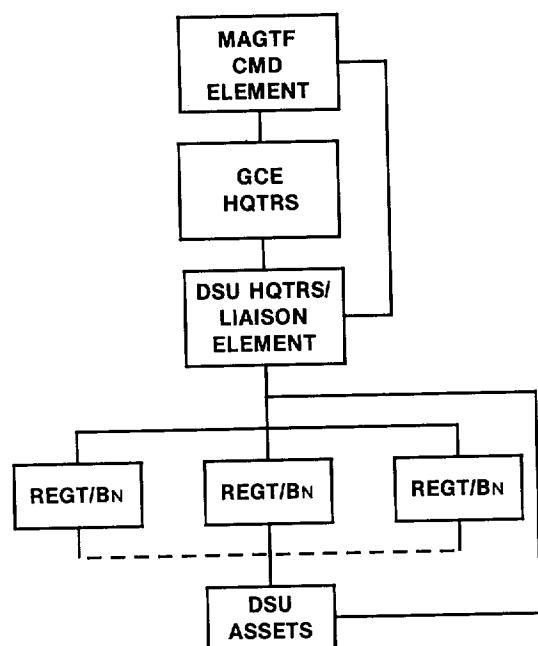 MAGTF
CMD
ELEMENT
GCE
HQTRS
DSU HQTRS/
LIAISON
ELEMENT
REGT/BN
REGT/BN
REGT/BN
DSU
ASSETS